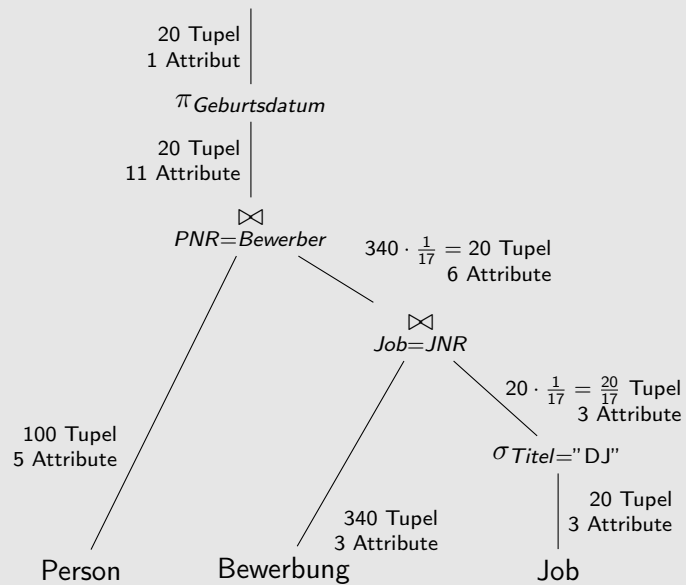 20 Tupel
1 Attribut
π Geburtsdatum
20 Tupel
11 Attribute
⋈
PNR=Bewerber
340 · 1/17 = 20 Tupel
6 Attribute
⋈
Job=JNR
20 · 1/17 = 20/17 Tupel
3 Attribute
100 Tupel
5 Attribute
σ Titel="DJ"
340 Tupel
3 Attribute
20 Tupel
3 Attribute
Person
Bewerbung
Job